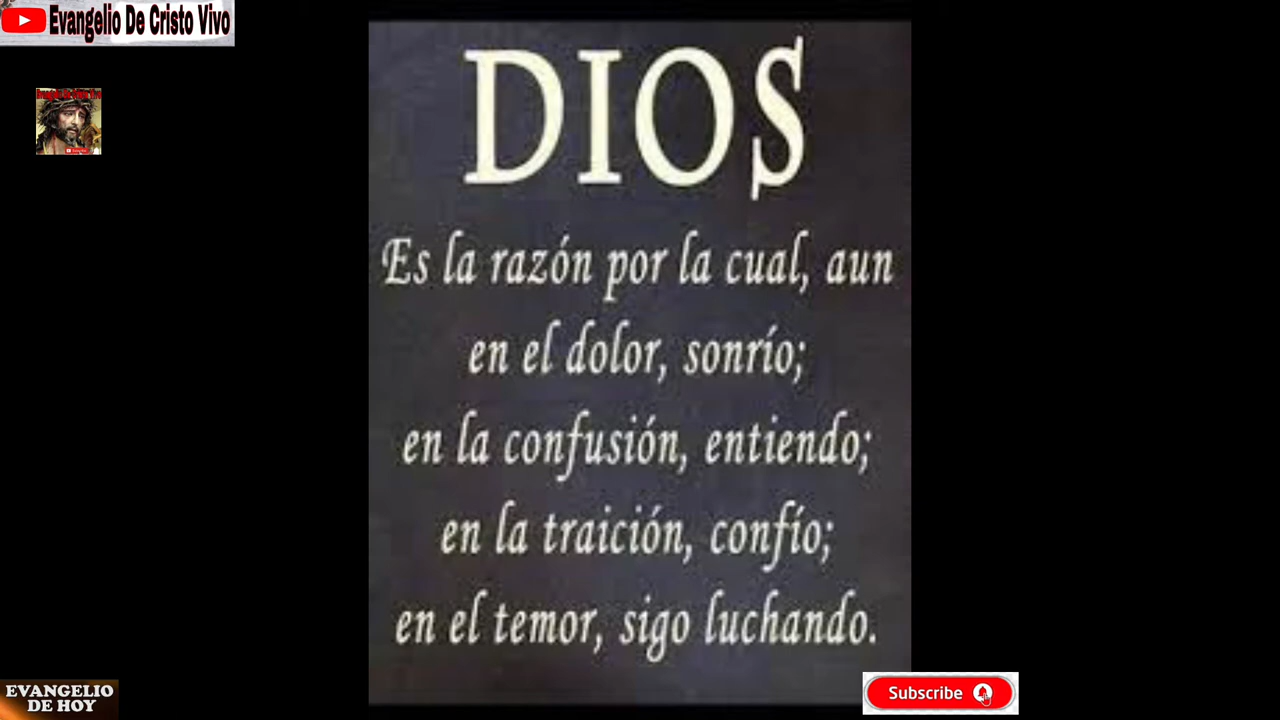 Evangelio De Cristo Vivo
DIOS
Es la razón por la cual, aun
en el dolor, sonrío;
en la confusión, entiendo;
en la traición, confío;
en el temor, sigo luchando.
EVANGELIO
DE HOY
Subscribe